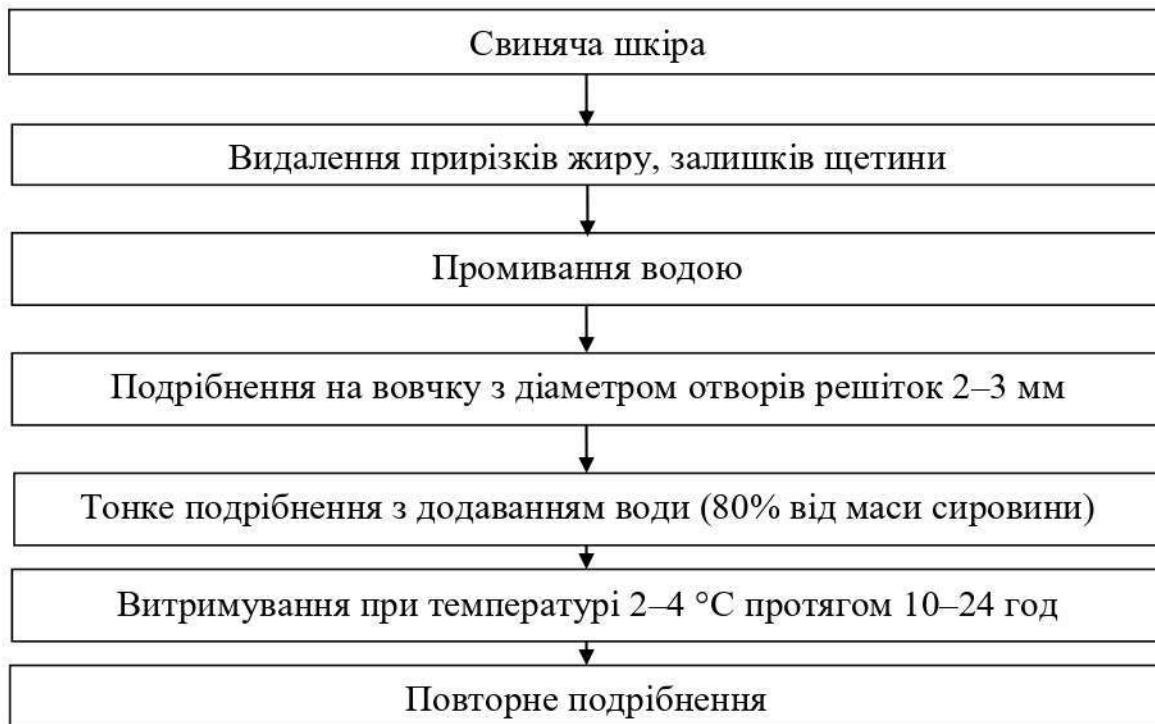 Свиняча шкіра
Видалення прирізків жиру, залишків щетини
Промивання водою
Подрібнення на вовчку з діаметром отворів решіток 2–3 мм
Тонке подрібнення з додаванням води (80% від маси сировини)
Витримування при температурі 2–4 °C протягом 10–24 год
Повторне подрібнення